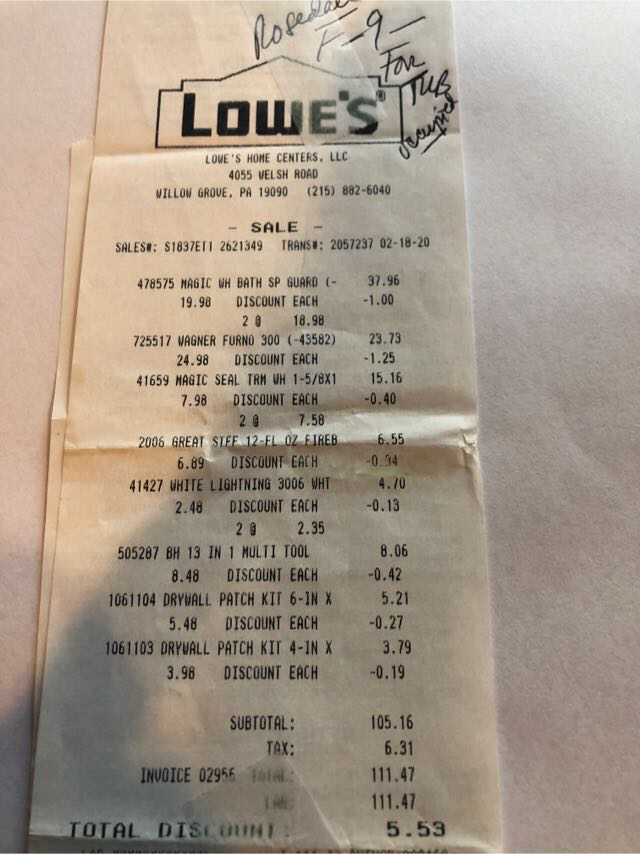 Rosedale
F-9-
For
TUB
occupied
LOWE'S®
LOWE'S HOME CENTERS, LLC
4055 WELSH ROAD
WILLOW GROVE, PA 19090 (215) 882-6040
- SALE -
SALES#: S1837ET1 2621349 TRANS#: 2057237 02-18-20
478575 MAGIC WH BATH SP GUARD (- 37.96
19.98 DISCOUNT EACH -1.00
2 @ 18.98
725517 WAGNER FURNO 300 (-43582) 23.73
24.98 DISCOUNT EACH -1.25
41659 MAGIC SEAL TRM WH 1-5/8X1 15.16
7.98 DISCOUNT EACH -0.40
2 @ 7.58
2006 GREAT STFF 12-FL OZ FIREB 6.55
6.89 DISCOUNT EACH -0.34
41427 WHITE LIGHTNING 3006 WHT 4.70
2.48 DISCOUNT EACH -0.13
2 @ 2.35
505287 BH 13 IN 1 MULTI TOOL 8.06
8.48 DISCOUNT EACH -0.42
1061104 DRYWALL PATCH KIT 6-IN X 5.21
5.48 DISCOUNT EACH -0.27
1061103 DRYWALL PATCH KIT 4-IN X 3.79
3.98 DISCOUNT EACH -0.19
SUBTOTAL: 105.16
TAX: 6.31
INVOICE 02956 TOTAL: 111.47
LAR: 111.47
TOTAL DISCOUNT: 5.53